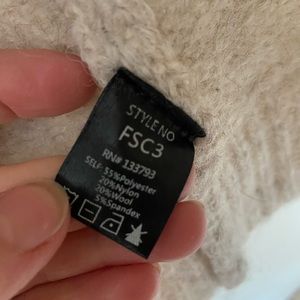 STYLE NO
FSC3
RN# 133793
SELF: 55%Polyester
20%Nylon
20%Wool
5%Spandex